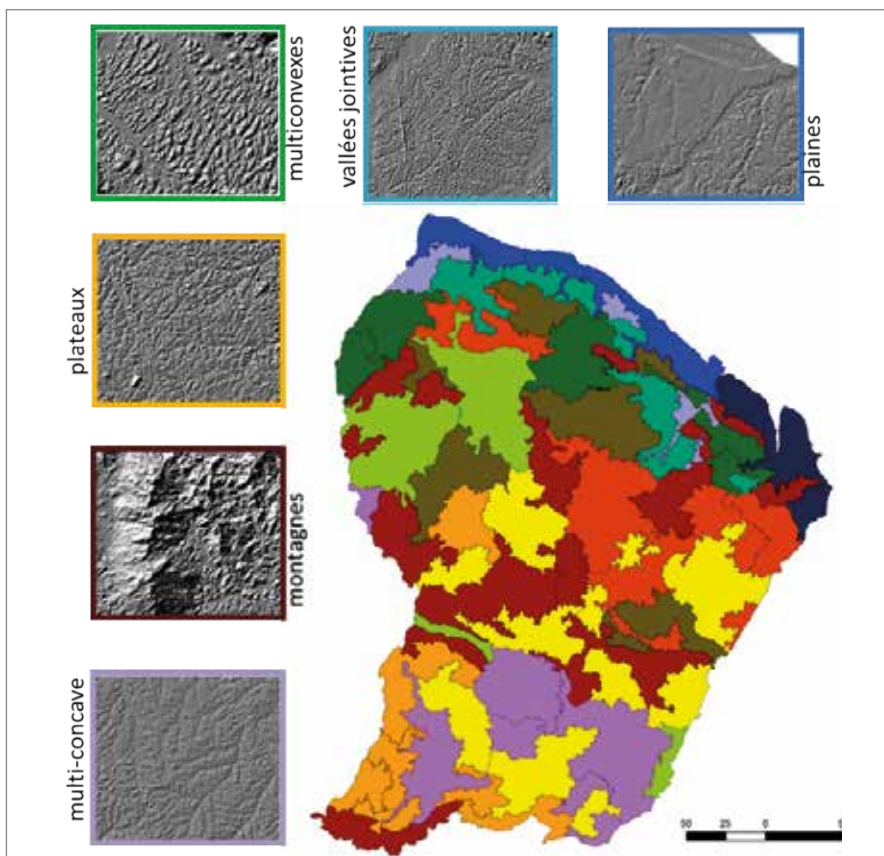 multiconvexes
vallées jointives
plaines
plateaux
montagnes
multi-concave
50 25 0